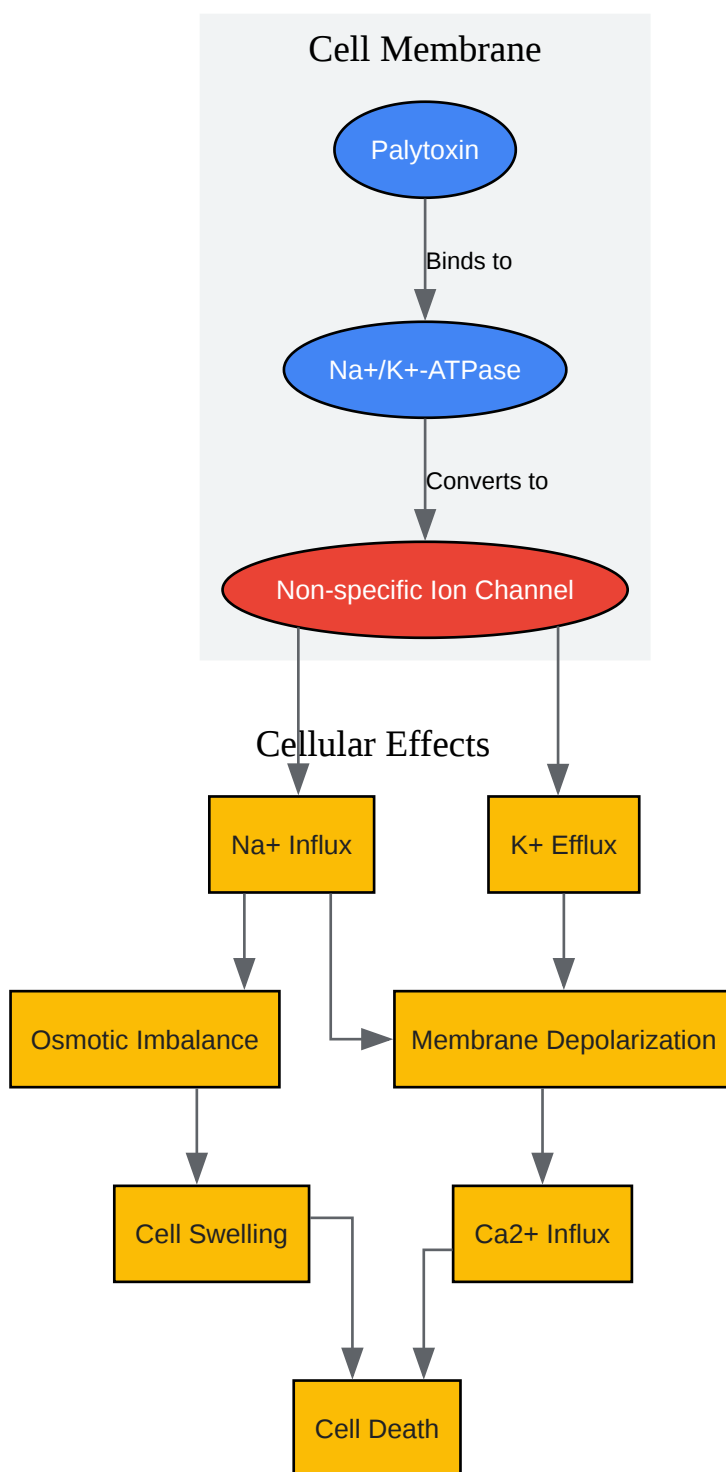 Cell Membrane
Palytoxin
Binds to
Na+/K+-ATPase
Converts to
Non-specific Ion Channel
Cellular Effects
Na+ Influx
K+ Efflux
Osmotic Imbalance
Membrane Depolarization
Cell Swelling
Ca2+ Influx
Cell Death